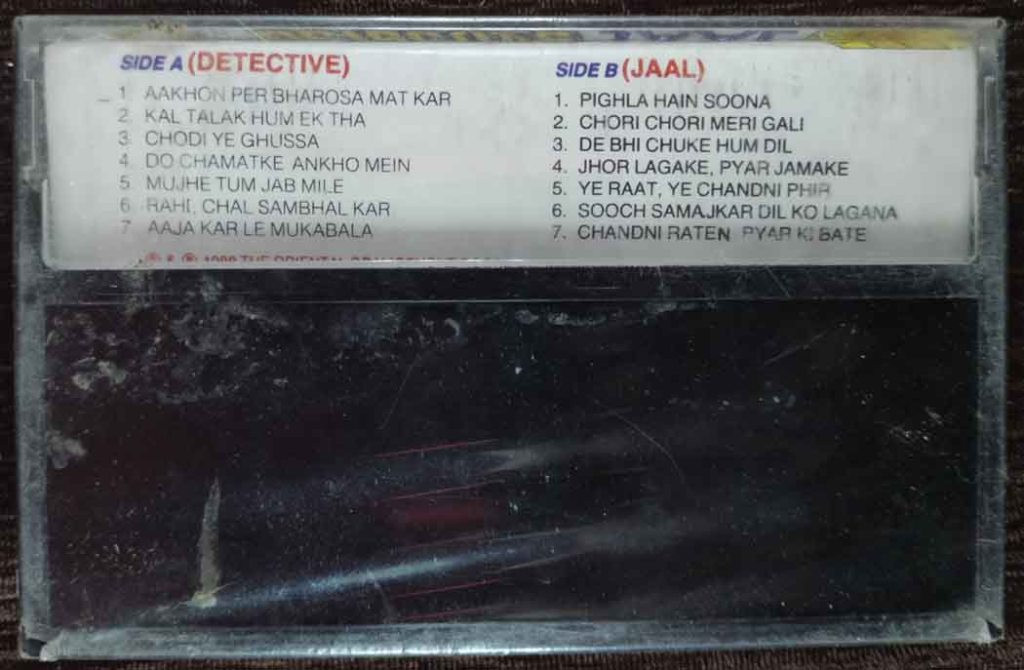 SIDE A (DETECTIVE)
1. AAKHON PER BHAROSA MAT KAR
2. KAL TALAK HUM EK THA
3. CHODI YE GHUSSA
4. DO CHAMATKE ANKHO MEIN
5. MUJHE TUM JAB MILE
6. RAHI, CHAL SAMBHAL KAR
7. AAJA KAR LE MUKABALA
SIDE B (JAAL)
1. PIGHLA HAIN SOONA
2. CHORI CHORI MERI GALI
3. DE BHI CHUKE HUM DIL
4. JHOR LAGAKE, PYAR JAMAKE
5. YE RAAT, YE CHANDNI PHIR
6. SOOCH SAMAJKAR DIL KO LAGANA
7. CHANDNI RATEN PYAR KI BATE
THE ORIENTAL